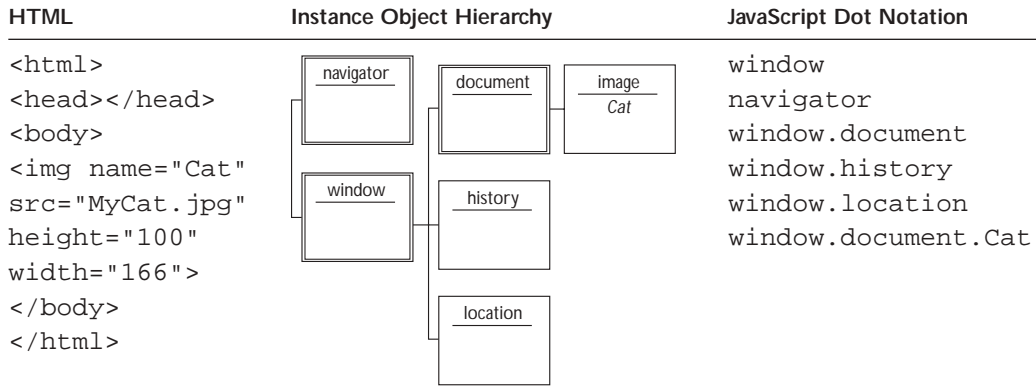 HTML
Instance Object Hierarchy
JavaScript Dot Notation
<html>
<head></head>
<body>
<img name="Cat"
src="MyCat.jpg"
height="100"
width="166">
</body>
</html>
navigator
document
image
Cat
window
history
location
window
navigator
window.document
window.history
window.location
window.document.Cat